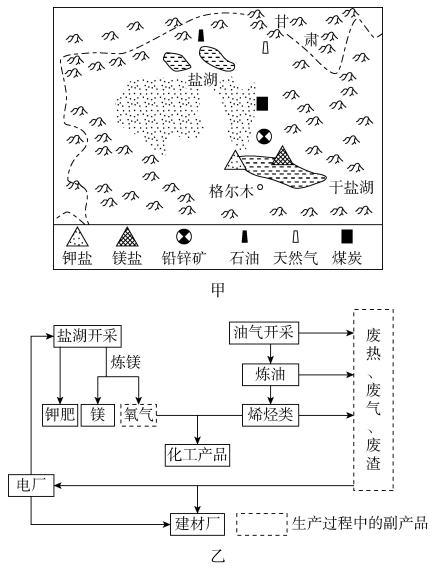 甘
肃
盐湖
格尔木
干盐湖
钾盐 镁盐 铅锌矿 石油 天然气 煤炭
甲
盐湖开采
油气开采
炼镁
炼油
钾肥 镁 氧气 烯烃类
化工产品
废热、废气、废渣
电厂
建材厂
生产过程中的副产品
乙